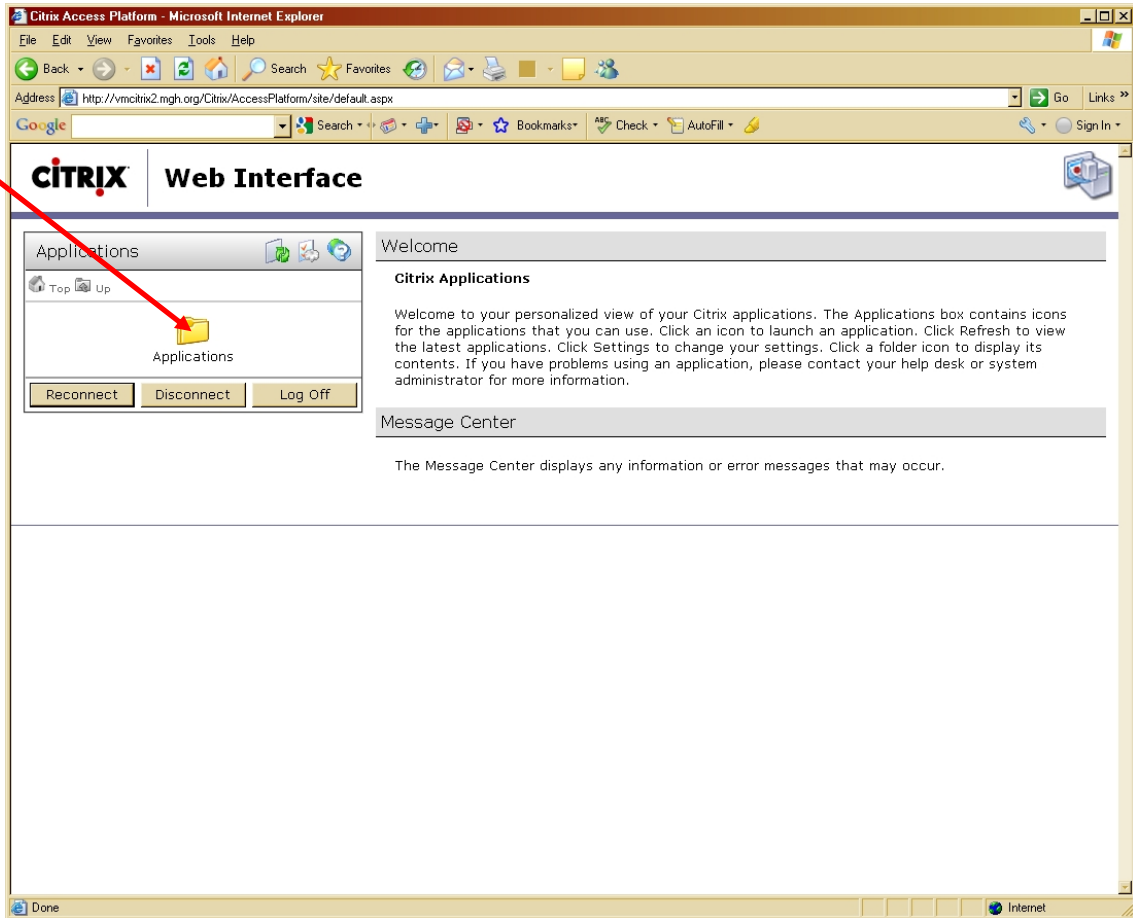 Citrix Access Platform - Microsoft Internet Explorer
File Edit View Favorites Tools Help
Back Search Favorites
Address http://vmcitrix2.mgh.org/Citrix/AccessPlatform/site/default.aspx Go Links »
Google Search Bookmarks ABC Check AutoFill Sign In
CITRIX Web Interface
Applications
Top Up
Applications
Reconnect Disconnect Log Off
Welcome
Citrix Applications
Welcome to your personalized view of your Citrix applications. The Applications box contains icons
for the applications that you can use. Click an icon to launch an application. Click Refresh to view
the latest applications. Click Settings to change your settings. Click a folder icon to display its
contents. If you have problems using an application, please contact your help desk or system
administrator for more information.
Message Center
The Message Center displays any information or error messages that may occur.
Done Internet